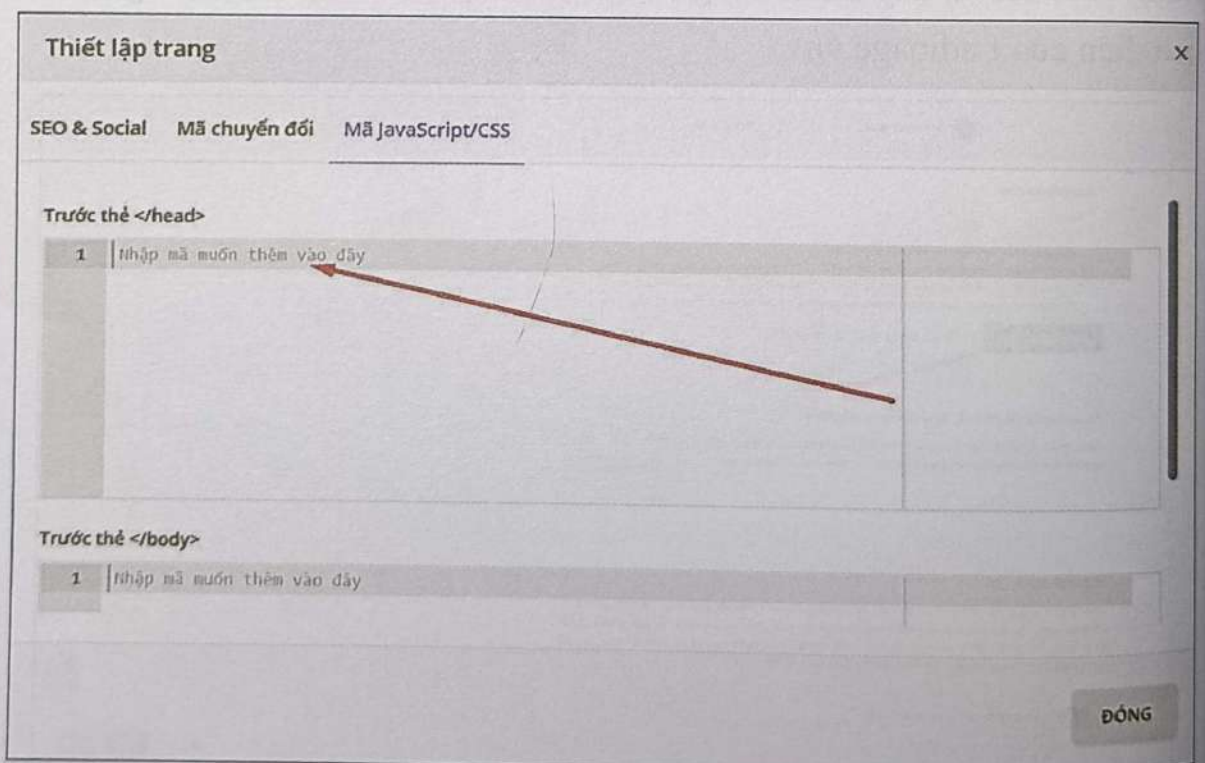 Thiết lập trang
×
SEO & Social Mã chuyển đổi Mã JavaScript/CSS
Trước thẻ </head>
1 Nhập mã muốn thêm vào đây
Trước thẻ </body>
1 Nhập mã muốn thêm vào đây
ĐÓNG